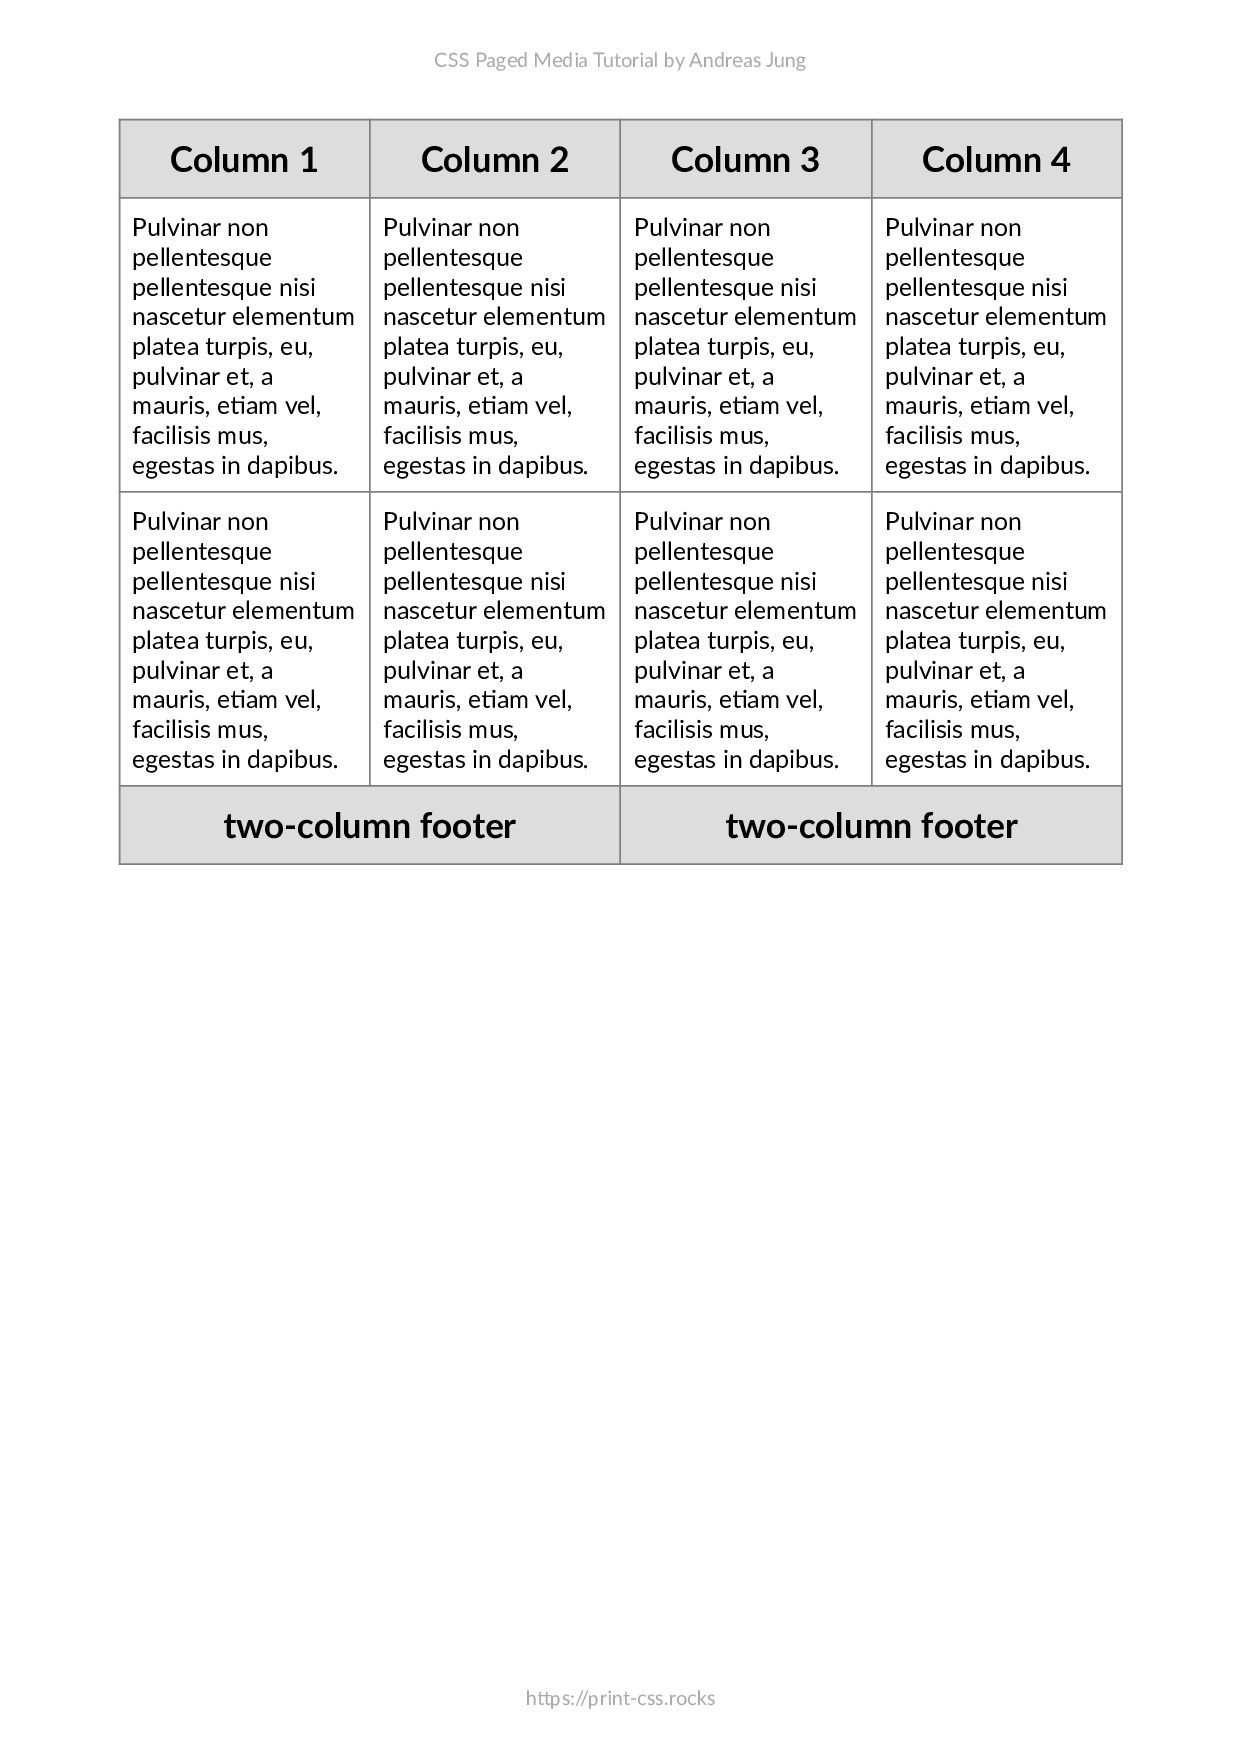 CSS Paged Media Tutorial by Andreas Jung
Column 1 Column 2 Column 3 Column 4
Pulvinar non Pulvinar non Pulvinar non Pulvinar non
pellentesque pellentesque pellentesque pellentesque
pellentesque nisi pellentesque nisi pellentesque nisi pellentesque nisi
nascetur elementum nascetur elementum nascetur elementum nascetur elementum
platea turpis, eu, platea turpis, eu, platea turpis, eu, platea turpis, eu,
pulvinar et, a pulvinar et, a pulvinar et, a pulvinar et, a
mauris, etiam vel, mauris, etiam vel, mauris, etiam vel, mauris, etiam vel,
facilisis mus, facilisis mus, facilisis mus, facilisis mus,
egestas in dapibus. egestas in dapibus. egestas in dapibus. egestas in dapibus.
Pulvinar non Pulvinar non Pulvinar non Pulvinar non
pellentesque pellentesque pellentesque pellentesque
pellentesque nisi pellentesque nisi pellentesque nisi pellentesque nisi
nascetur elementum nascetur elementum nascetur elementum nascetur elementum
platea turpis, eu, platea turpis, eu, platea turpis, eu, platea turpis, eu,
pulvinar et, a pulvinar et, a pulvinar et, a pulvinar et, a
mauris, etiam vel, mauris, etiam vel, mauris, etiam vel, mauris, etiam vel,
facilisis mus, facilisis mus, facilisis mus, facilisis mus,
egestas in dapibus. egestas in dapibus. egestas in dapibus. egestas in dapibus.
two-column footer two-column footer
https://print-css.rocks